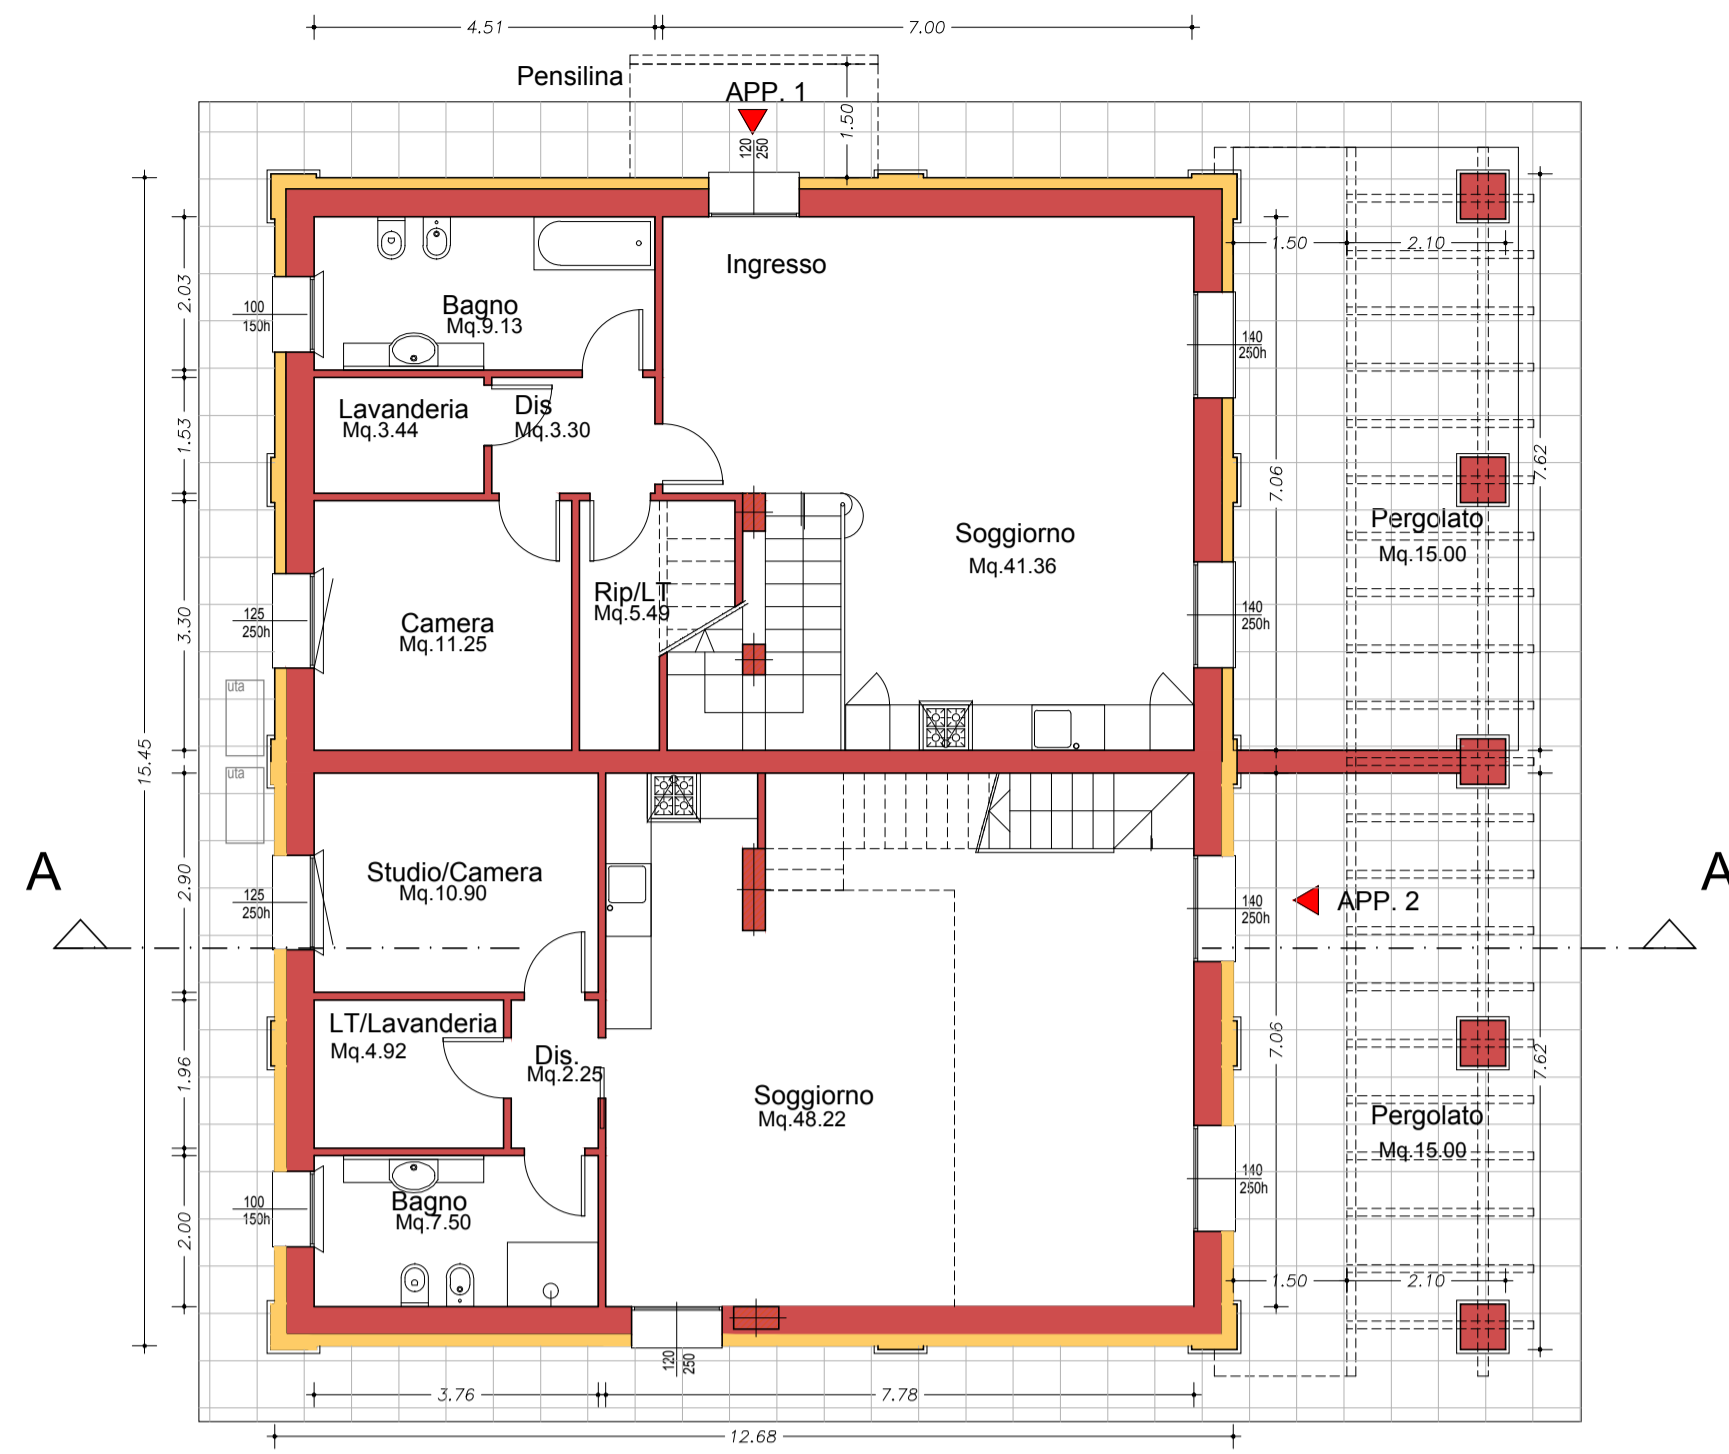 4.51
7.00
Pensilina
APP. 1
1.50
120
250
1.50
2.10
Ingresso
2.03
100
150h
Bagno
Mq.9.13
140
250h
Lavanderia
Mq.3.44
Dis
Mq.3.30
1.53
7.06
7.62
Soggiorno
Mq.41.36
Pergolato
Mq.15.00
3.30
125
250h
Camera
Mq.11.25
Rip/LT
Mq.5.49
140
250h
uta
15.45
uta
A
2.90
125
250h
Studio/Camera
Mq.10.90
140
250h
APP. 2
A
LT/Lavanderia
Mq.4.92
Dis.
Mq.2.25
1.96
7.06
7.62
Soggiorno
Mq.48.22
Pergolato
Mq.15.00
140
250h
2.00
100
150h
Bagno
Mq.7.50
1.50
2.10
120
250
3.76
7.78
12.68